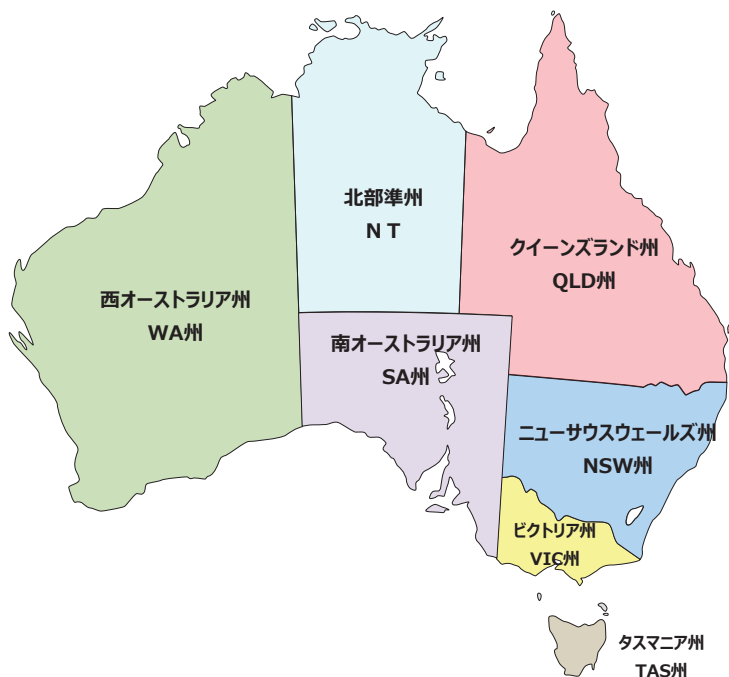 北部準州
N T
クイーンズランド州
QLD州
西オーストラリア州
WA州
南オーストラリア州
SA州
ニューサウスウェールズ州
NSW州
ビクトリア州
VIC州
タスマニア州
TAS州